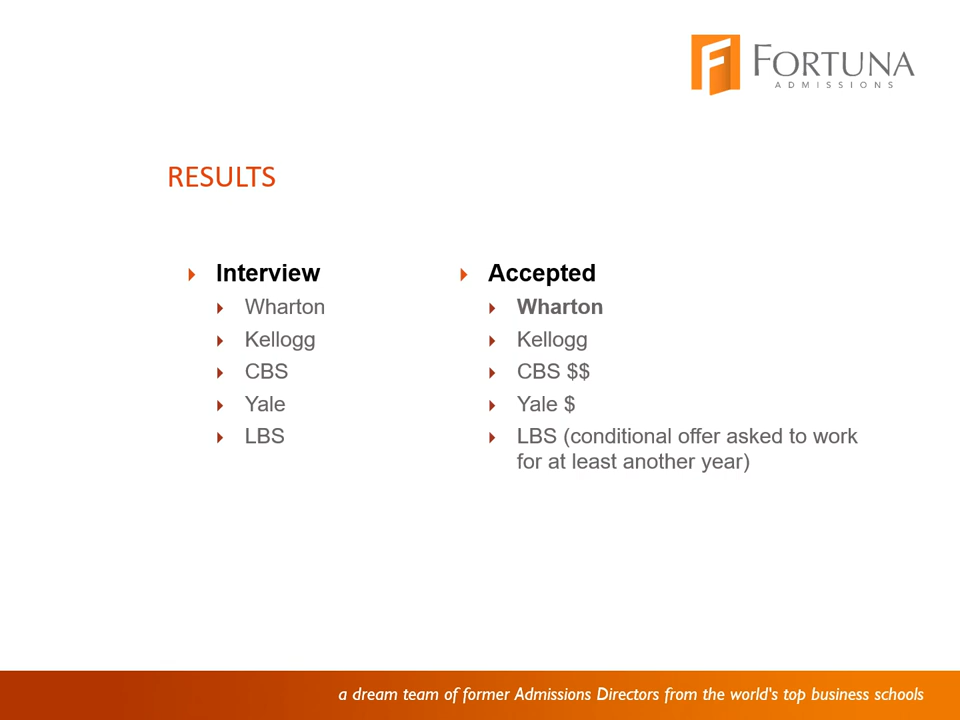 FORTUNA
ADMISSIONS
RESULTS
Interview
Wharton
Kellogg
CBS
Yale
LBS
Accepted
Wharton
Kellogg
CBS $$
Yale $
LBS (conditional offer asked to work
for at least another year)
a dream team of former Admissions Directors from the world's top business schools